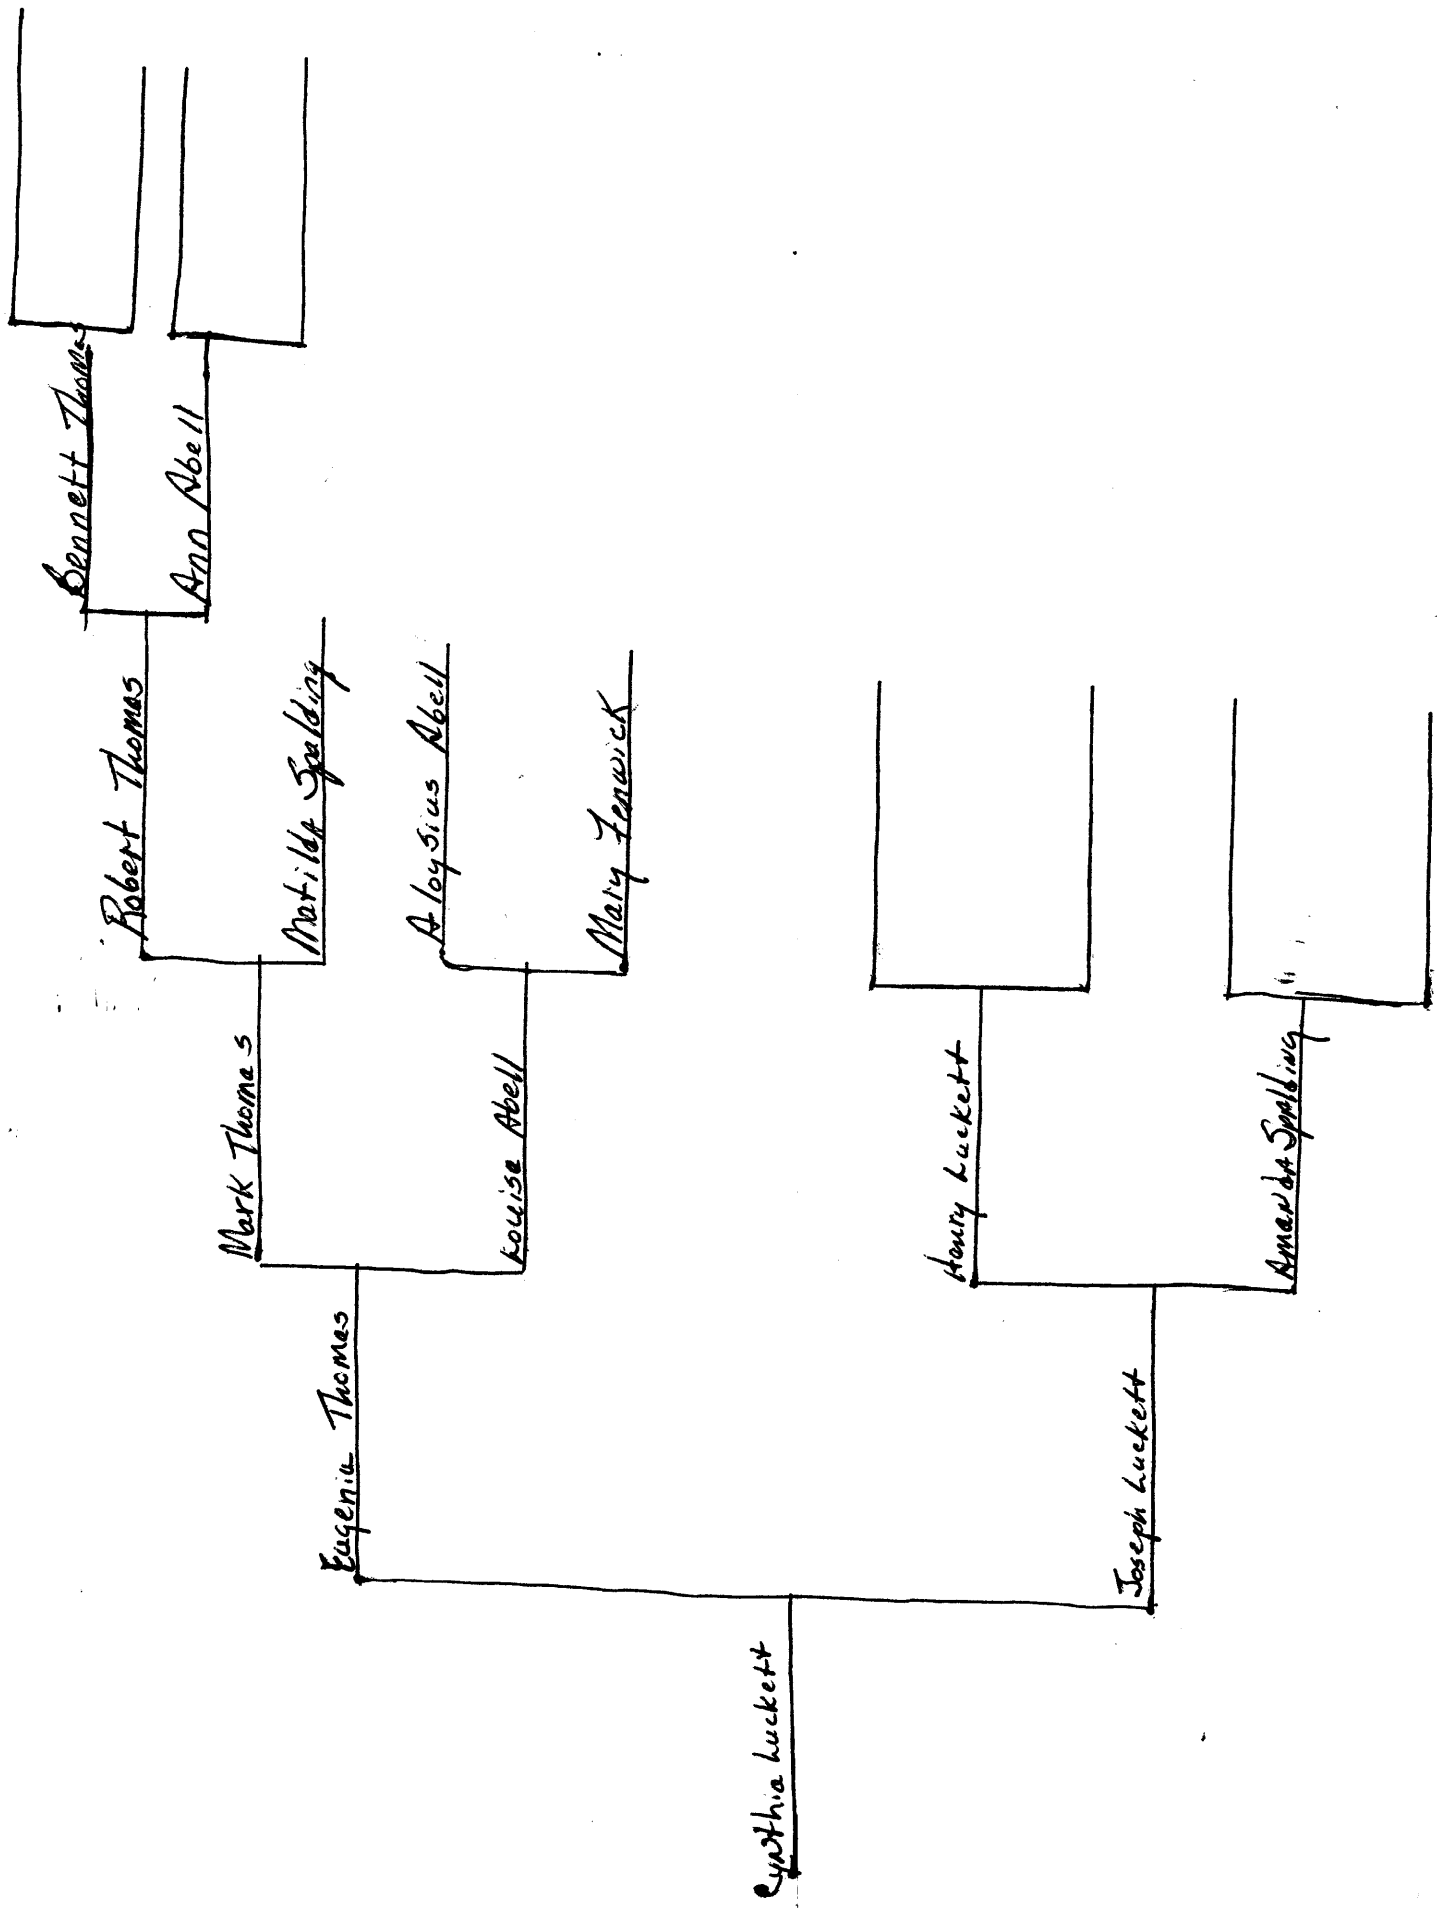 Bennett Thomas
Ann Abell
Robert Thomas
Matilda Spalding
Aloysius Abell
Mary Fenwick
Mark Thomas
Louise Abell
Henry Luckett
Amanda Spalding
Eugenia Thomas
Joseph Luckett
Cynthia Luckett